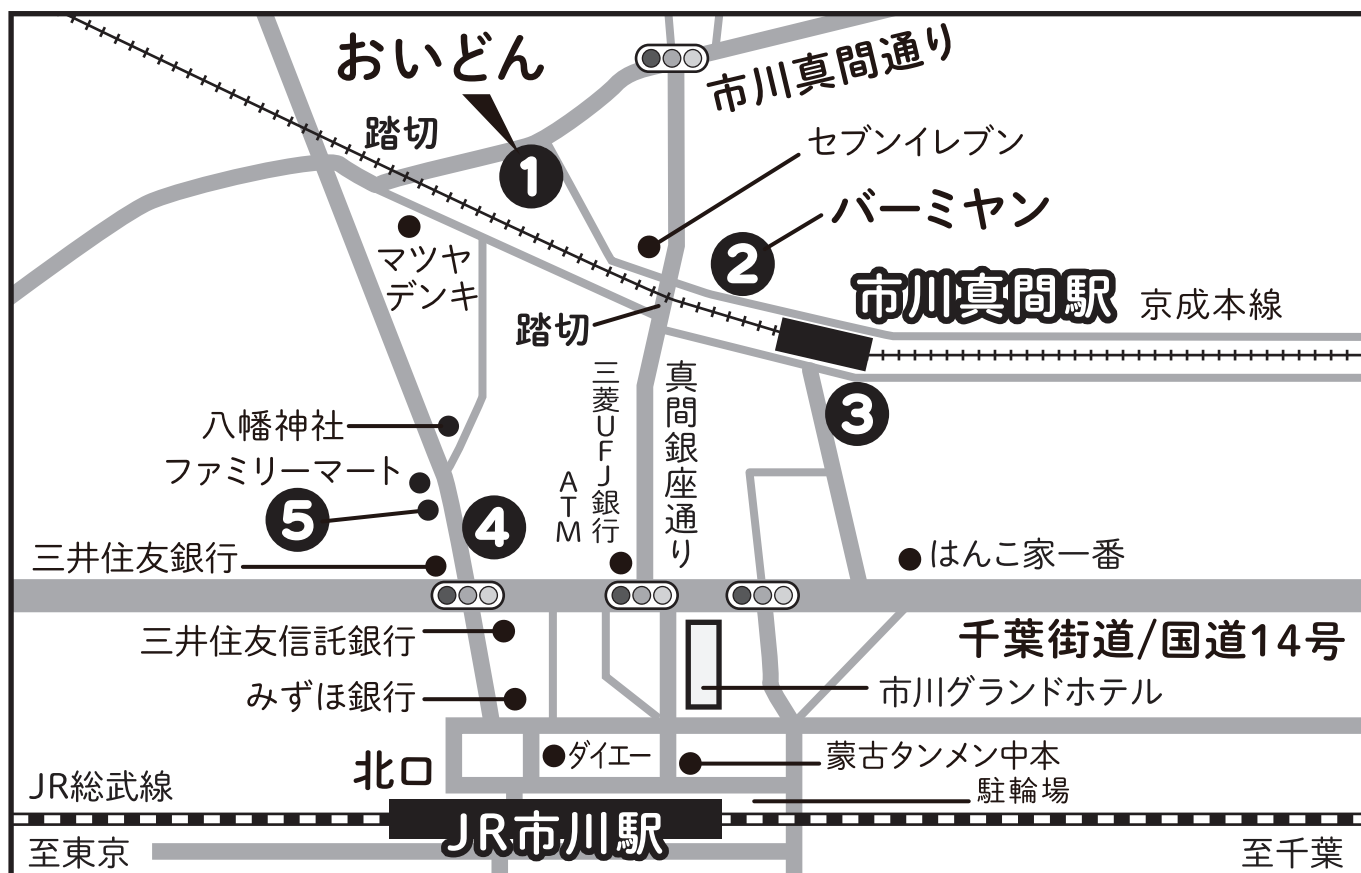 おいどん
市川真間通り
踏切
1
セブンイレブン
バーミヤン
2
マツヤ
デンキ
市川真間駅
京成本線
踏切
三菱UFJ銀行
ATM
真間銀座通り
3
八幡神社
ファミリーマート
5
4
三井住友銀行
はんこ家一番
三井住友信託銀行
千葉街道/国道14号
みずほ銀行
市川グランドホテル
北口
ダイエー
蒙古タンメン中本
JR総武線
駐輪場
JR市川駅
至東京
至千葉